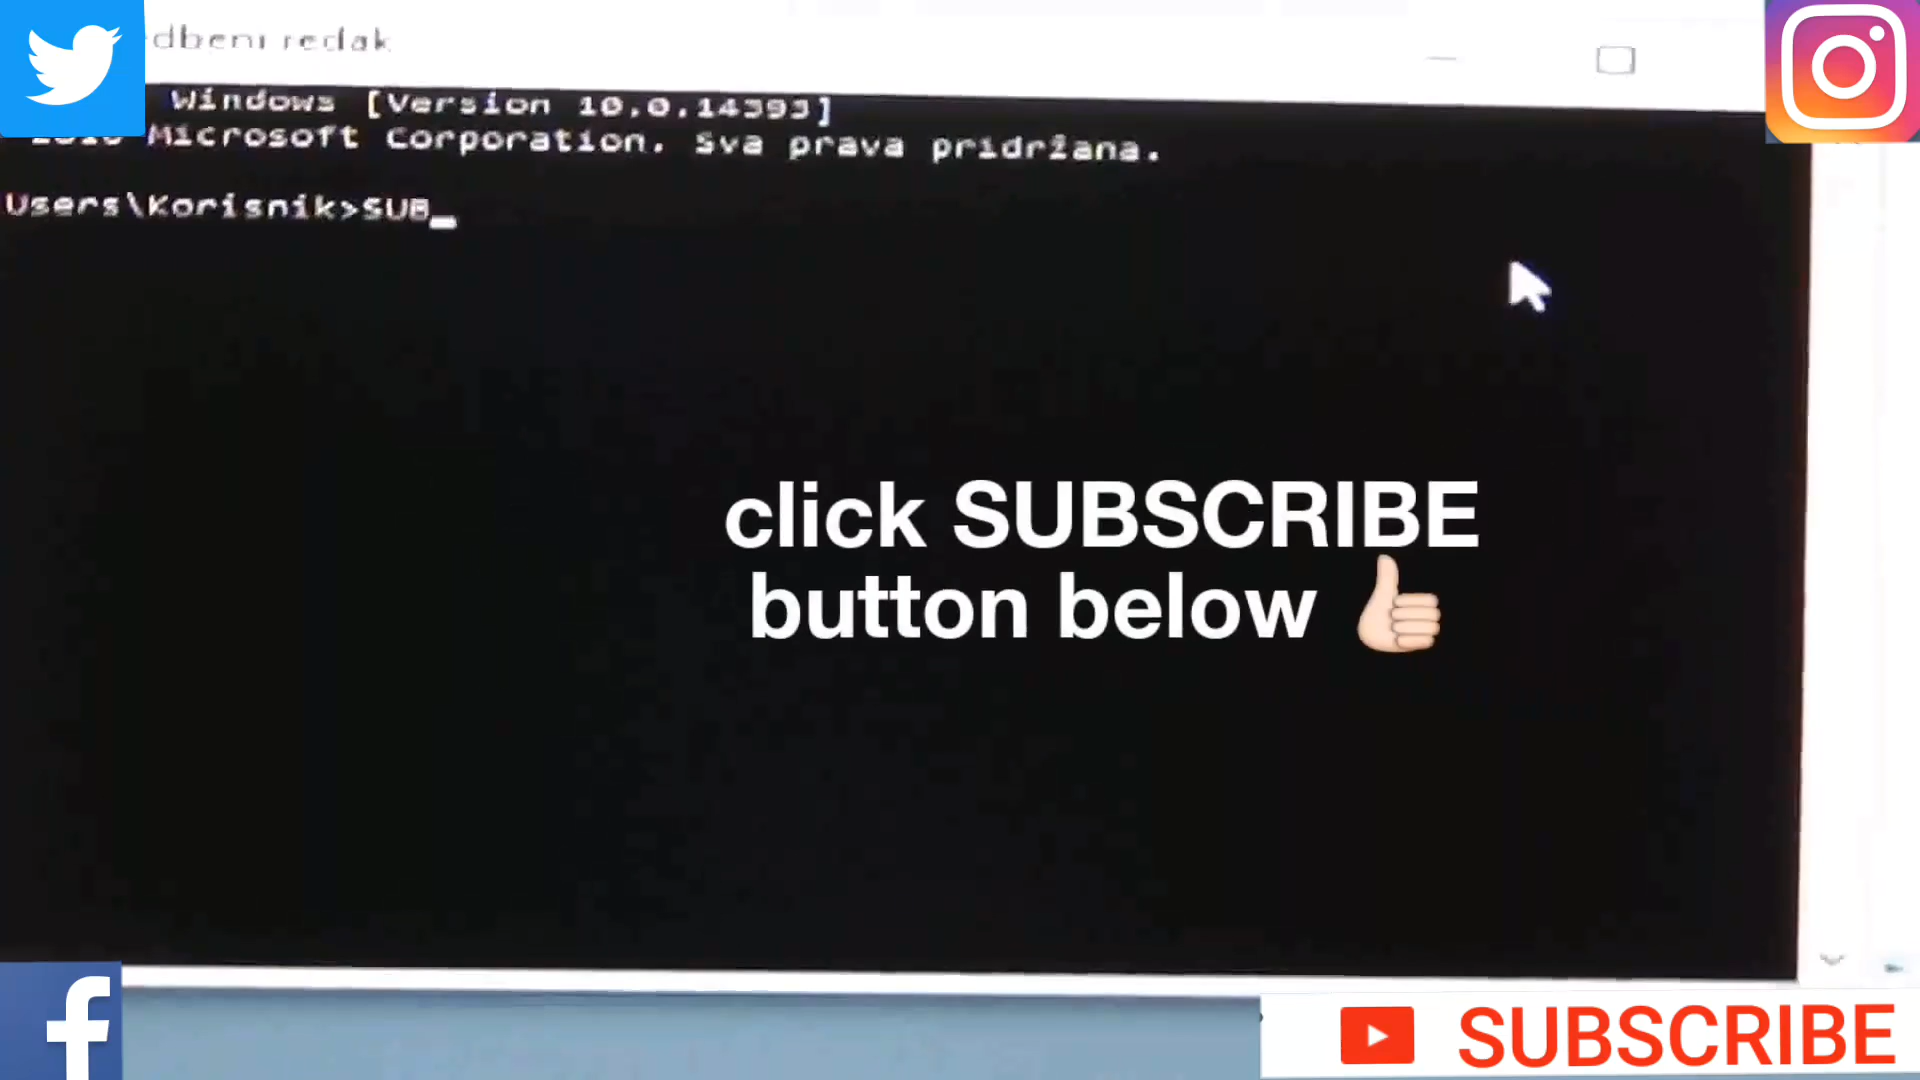 redak
Windows [Version 10.0.14393]
Microsoft Corporation. Sva prava pridržana.
Users\Korisnik>SUB_
click SUBSCRIBE
button below 👍🏻
SUBSCRIBE